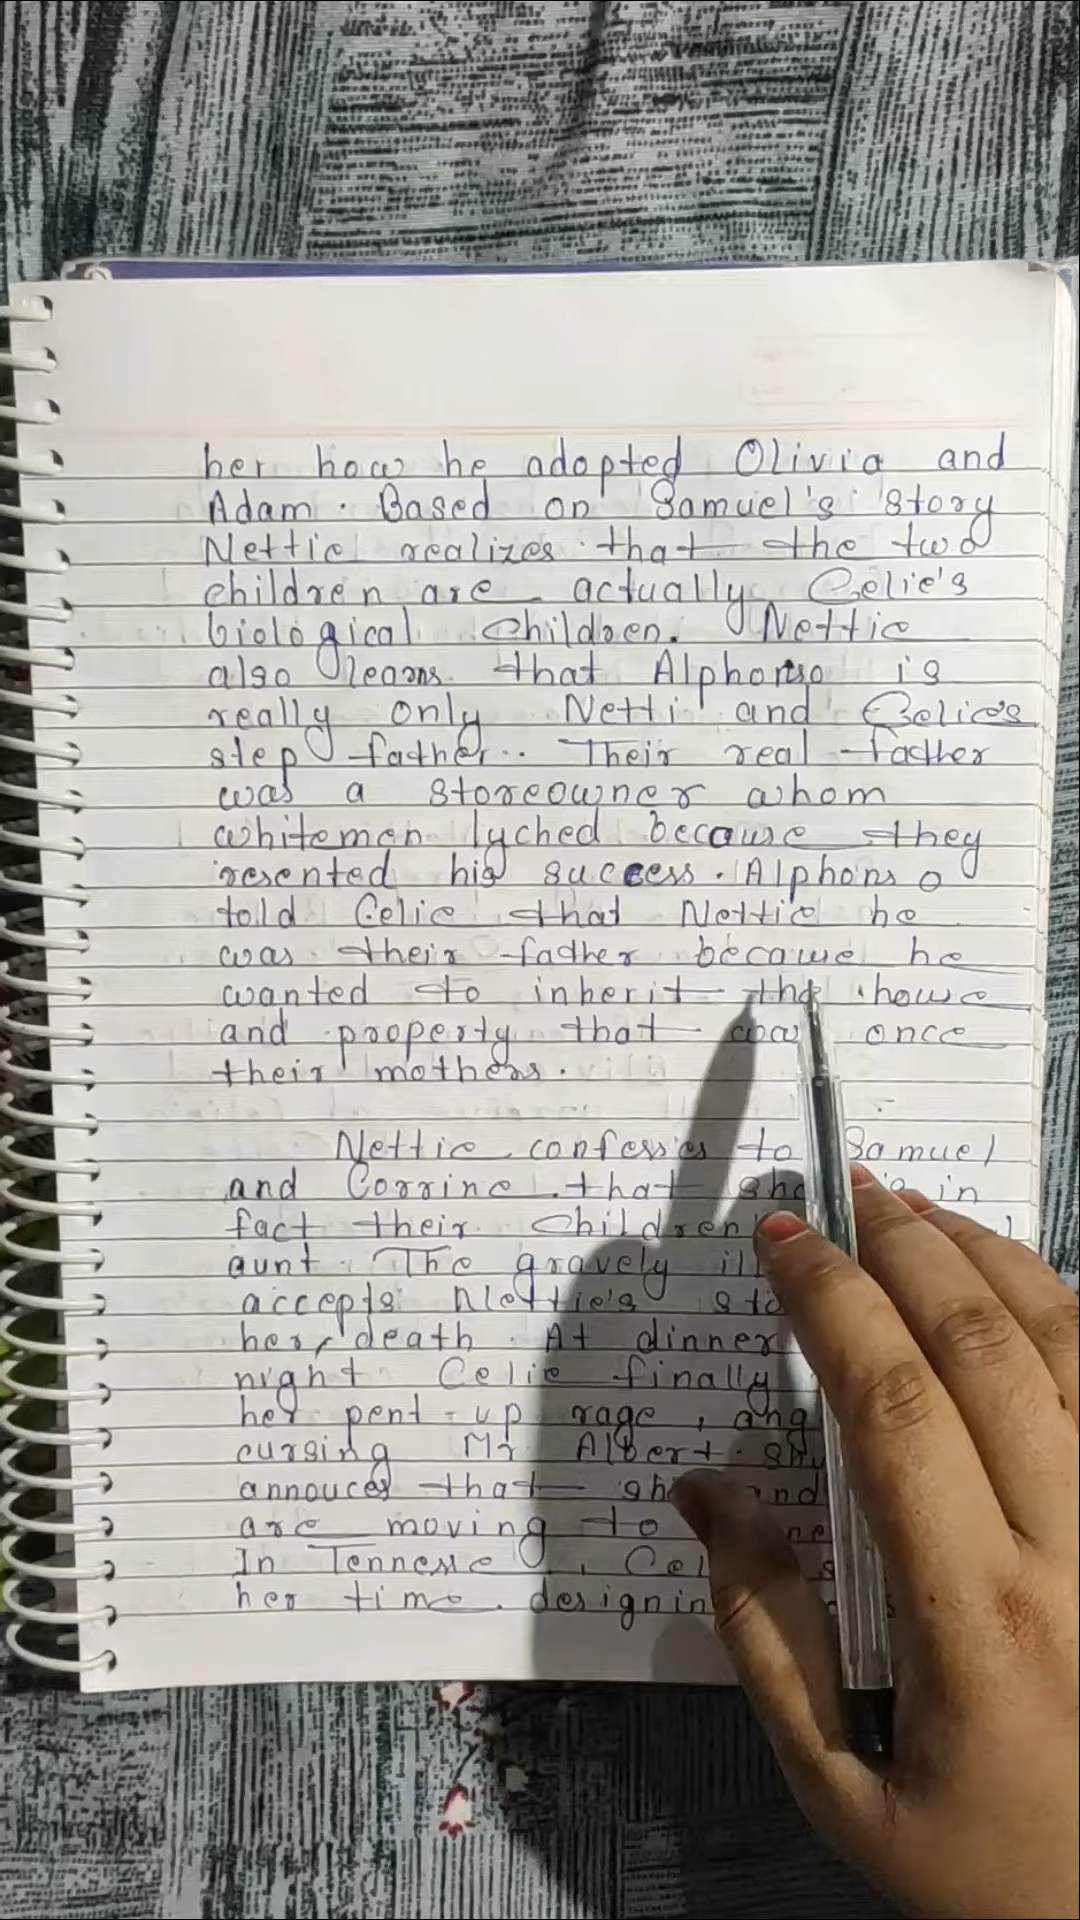 her how he adopted Olivia and
Adam. Based on Samuel's story
Nettie realizes that the two
children are actually Celie's
biological children. Nettie
also learns that Alphonso is
really only Netti and Celie's
step father.. Their real father
was a storeowner whom
whitemen lyched because they
resented his success. Alphonso
told Celie that Nettie he
was their father because he
wanted to inherit the house
and property that was once
their mothers.
Nettie confesses to Samuel
and Corrine that she is in
fact their children
aunt. The gravely ill
accepts Nettie's
her death. At dinner
night Celie finally
her pent-up rage, ang
cursing Mr Albert.
annouces that she and
are moving to
In Tennesse,
her time designin